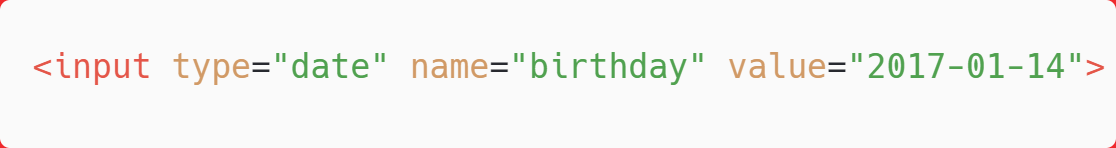 <input type="date" name="birthday" value="2017-01-14">